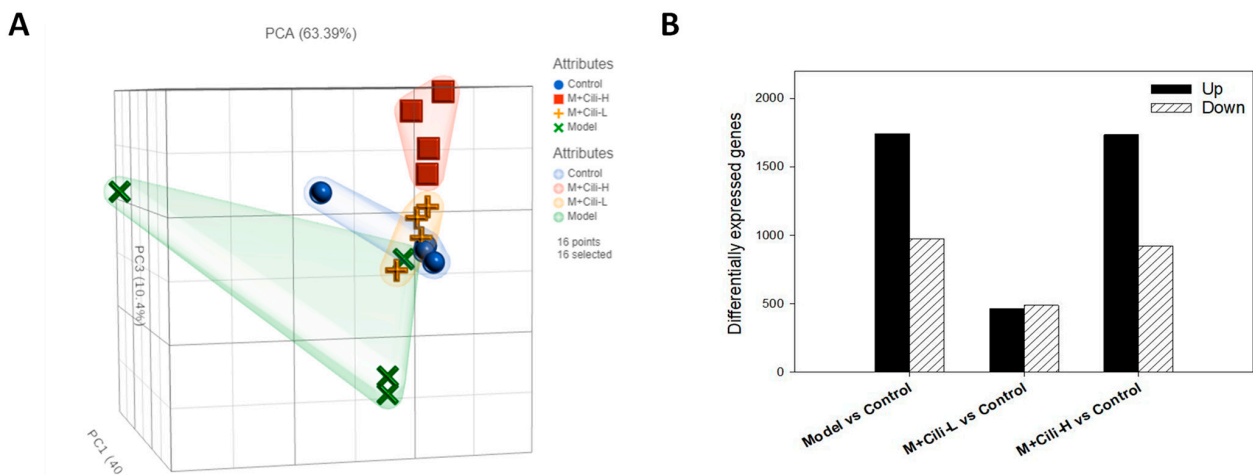 A
PCA (63.39%)
Attributes
Control
M+Cili-H
M+Cili-L
Model
Attributes
Control
M+Cili-H
M+Cili-L
Model
16 points
16 selected
PC3 (10.4%)
PC1 (40
B
Differentially expressed genes
2000
1500
1000
500
0
Up
Down
Model vs Control
M+Cili-L vs Control
M+Cili-H vs Control